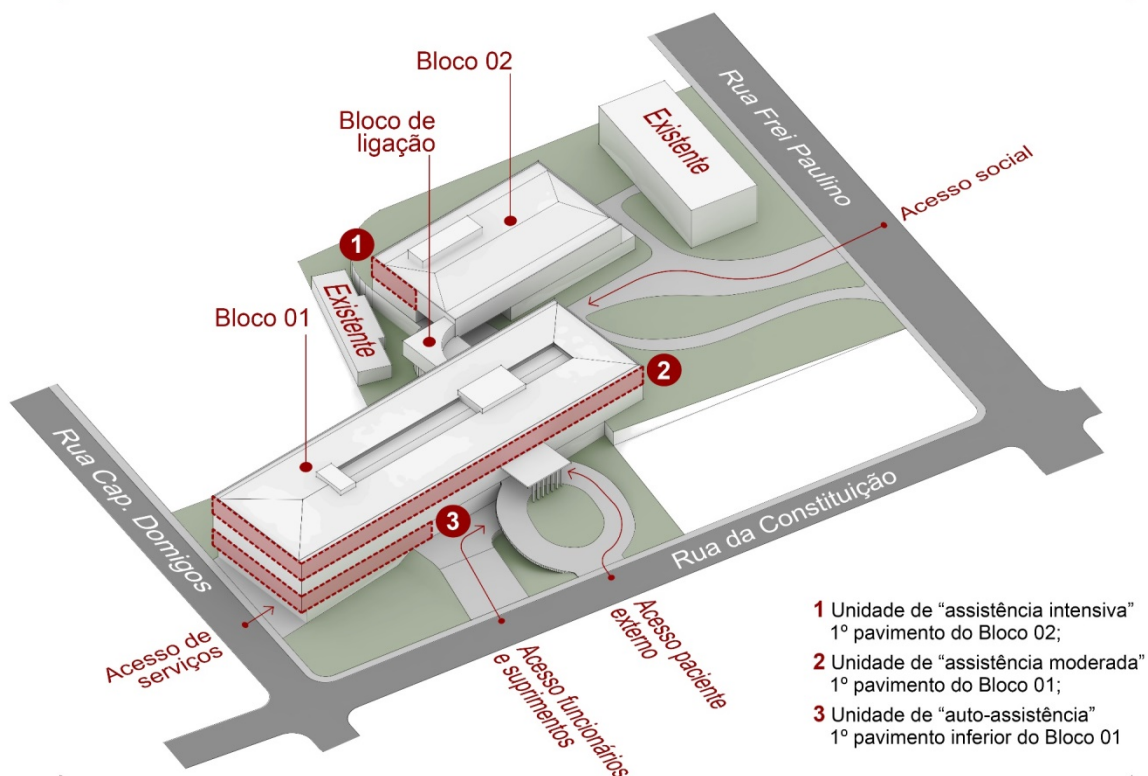 Bloco 02
Bloco de
ligação
Existente
Rua Frei Paulino
Acesso social
1
Existente
Bloco 01
2
Rua Cap. Domigos
3
Rua da Constituição
Acesso de
serviços
Acesso funcionários
e suprimentos
Acesso paciente
externo
1 Unidade de “assistência intensiva”
1º pavimento do Bloco 02;
2 Unidade de “assistência moderada”
1º pavimento do Bloco 01;
3 Unidade de “auto-assistência”
1º pavimento inferior do Bloco 01